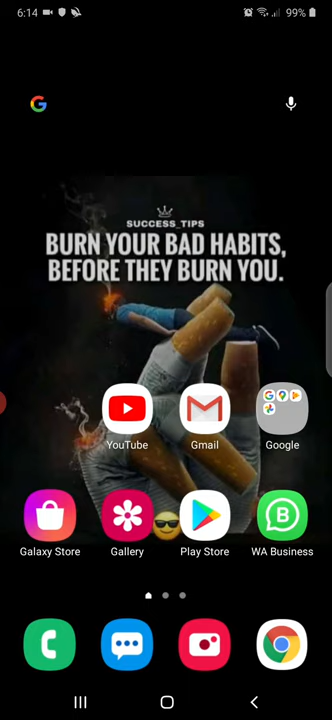 6:14
99%
SUCCESS_TIPS
BURN YOUR BAD HABITS,
BEFORE THEY BURN YOU.
YouTube
Gmail
Google
Galaxy Store
Gallery
Play Store
WA Business